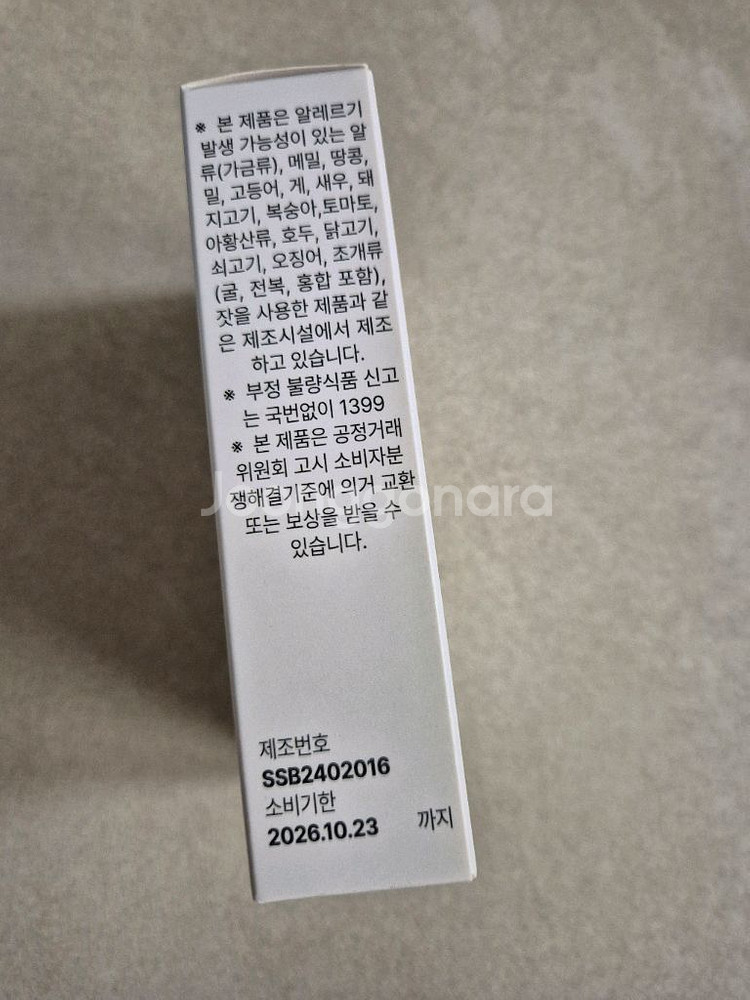 ※ 본 제품은 알레르기
발생 가능성이 있는 알
류(가금류), 메밀, 땅콩,
밀, 고등어, 게, 새우, 돼
지고기, 복숭아,토마토,
아황산류, 호두, 닭고기,
쇠고기, 오징어, 조개류
(굴, 전복, 홍합 포함),
잣을 사용한 제품과 같
은 제조시설에서 제조
하고 있습니다.
※ 부정 불량식품 신고
는 국번없이 1399
※ 본 제품은 공정거래
위원회 고시 소비자분
쟁해결기준에 의거 교환
또는 보상을 받을 수
있습니다.
Joonggonara
제조번호
SSB2402016
소비기한
2026.10.23 까지